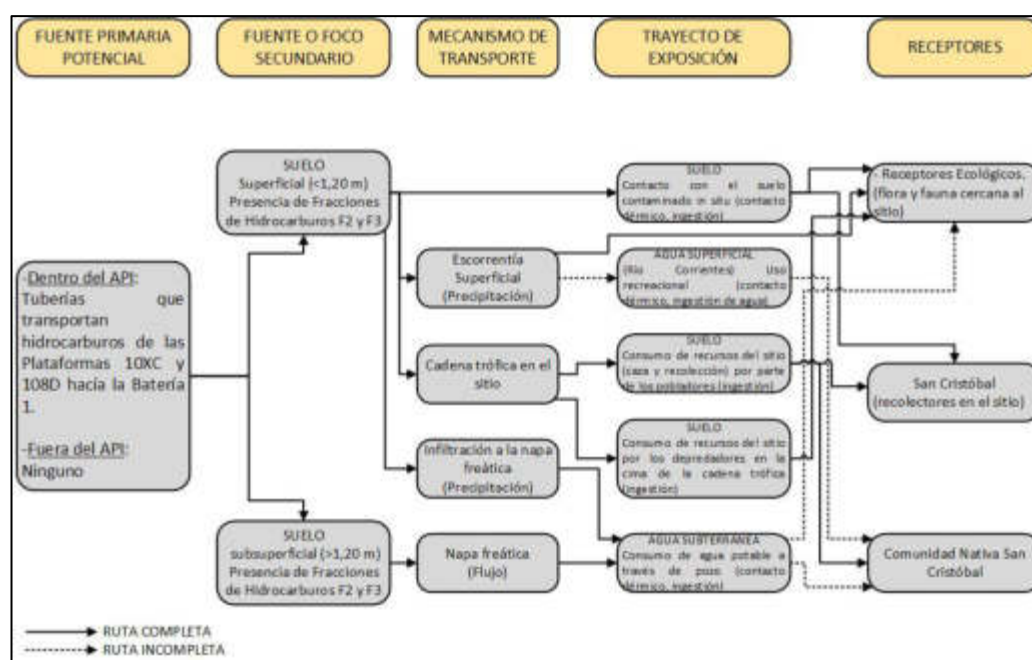 FUENTE PRIMARIA
POTENCIAL
FUENTE O FOCO
SECUNDARIO
MECANISMO DE
TRANSPORTE
TRAYECTO DE
EXPOSICIÓN
RECEPTORES
-Dentro del API:
Tuberías que
transportan
hidrocarburos de las
Plataformas 10XC y
108D hacía la Batería
1.
-Fuera del API:
Ninguno
SUELO
Superficial (<1,20 m)
Presencia de Fracciones
de Hidrocarburos F2 y F3
SUELO
subsuperficial (>1,20 m)
Presencia de Fracciones
de Hidrocarburos F2 y F3
Escorrentía
Superficial
(Precipitación)
Cadena trófica en el
sitio
Infiltración a la napa
freática
(Precipitación)
Napa freática
(Flujo)
SUELO
Contacto con el suelo
contaminado in situ (contacto
dérmico, ingestión)
AGUA SUPERFICIAL
(Río Corrientes) Uso
recreacional (contacto
dérmico, ingestión de agua)
SUELO
Consumo de recursos del sitio
(caza y recolección) por parte
de los pobladores (ingestión)
SUELO
Consumo de recursos del sitio
por los depredadores en la
cima de la cadena trófica
(ingestión)
AGUA SUBTERRÁNEA
Consumo de agua potable a
través de pozo (contacto
dérmico, ingestión)
- Receptores Ecológicos.
(flora y fauna cercana al
sitio)
San Cristóbal
(recolectores en el sitio)
Comunidad Nativa San
Cristóbal
RUTA COMPLETA
RUTA INCOMPLETA